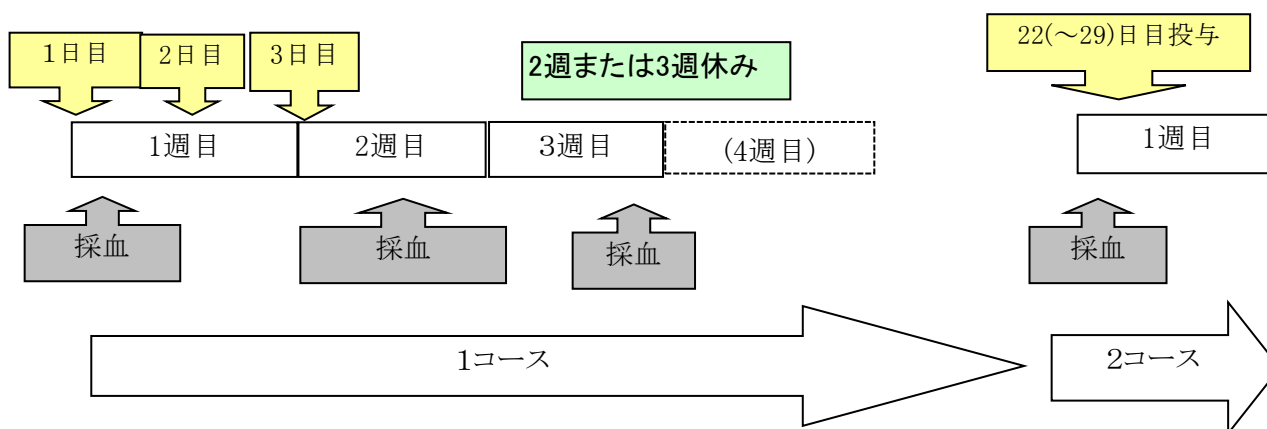 1日目
2日目
3日目
2週または3週休み
22(～29)日目投与
1週目
2週目
3週目
(4週目)
1週目
採血
採血
採血
採血
1コース
2コース